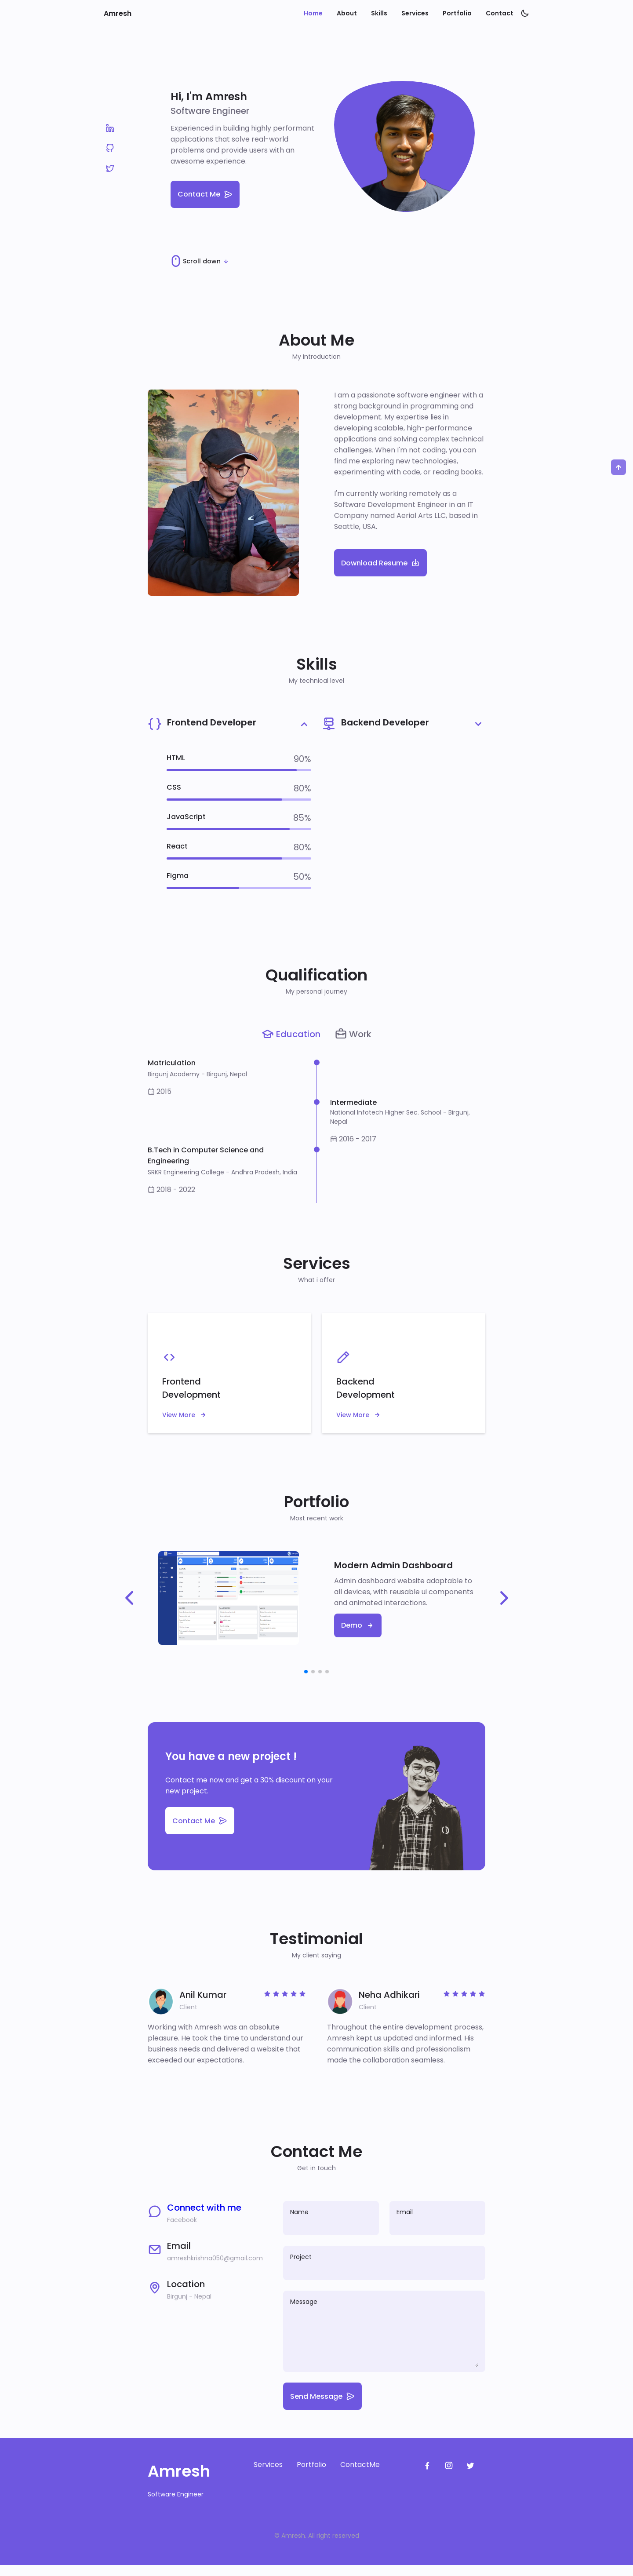 Amresh
Home About Skills Services Portfolio Contact
Hi, I'm Amresh
Software Engineer
Experienced in building highly performant
applications that solve real-world
problems and provide users with an
awesome experience.
Contact Me
Scroll down
About Me
My introduction
I am a passionate software engineer with a
strong background in programming and
development. My expertise lies in
developing scalable, high-performance
applications and solving complex technical
challenges. When I'm not coding, you can
find me exploring new technologies,
experimenting with code, or reading books.
I'm currently working remotely as a
Software Development Engineer in an IT
Company named Aerial Arts LLC, based in
Seattle, USA.
Download Resume
Skills
My technical level
Frontend Developer
HTML 90%
CSS 80%
JavaScript 85%
React 80%
Figma 50%
Backend Developer
Qualification
My personal journey
Education Work
Matriculation
Birgunj Academy - Birgunj, Nepal
2015
Intermediate
National Infotech Higher Sec. School - Birgunj,
Nepal
2016 - 2017
B.Tech in Computer Science and
Engineering
SRKR Engineering College - Andhra Pradesh, India
2018 - 2022
Services
What i offer
Frontend
Development
View More
Backend
Development
View More
Portfolio
Most recent work
Modern Admin Dashboard
Admin dashboard website adaptable to
all devices, with reusable ui components
and animated interactions.
Demo
You have a new project !
Contact me now and get a 30% discount on your
new project.
Contact Me
Testimonial
My client saying
Anil Kumar
Client
Working with Amresh was an absolute
pleasure. He took the time to understand our
business needs and delivered a website that
exceeded our expectations.
Neha Adhikari
Client
Throughout the entire development process,
Amresh kept us updated and informed. His
communication skills and professionalism
made the collaboration seamless.
Contact Me
Get in touch
Connect with me
Facebook
Email
amreshkrishna050@gmail.com
Location
Birgunj - Nepal
Name
Email
Project
Message
Send Message
Amresh
Software Engineer
Services Portfolio ContactMe
© Amresh. All right reserved